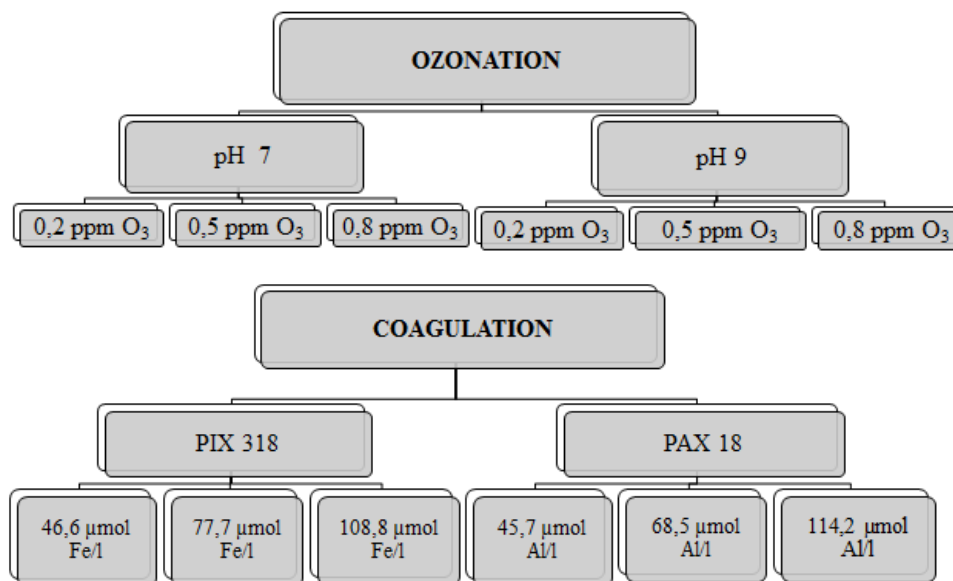 OZONATION
pH 7
pH 9
0,2 ppm O₃
0,5 ppm O₃
0,8 ppm O₃
0,2 ppm O₃
0,5 ppm O₃
0,8 ppm O₃
COAGULATION
PIX 318
PAX 18
46,6 µmol
Fe/l
77,7 µmol
Fe/l
108,8 µmol
Fe/l
45,7 µmol
Al/l
68,5 µmol
Al/l
114,2 µmol
Al/l